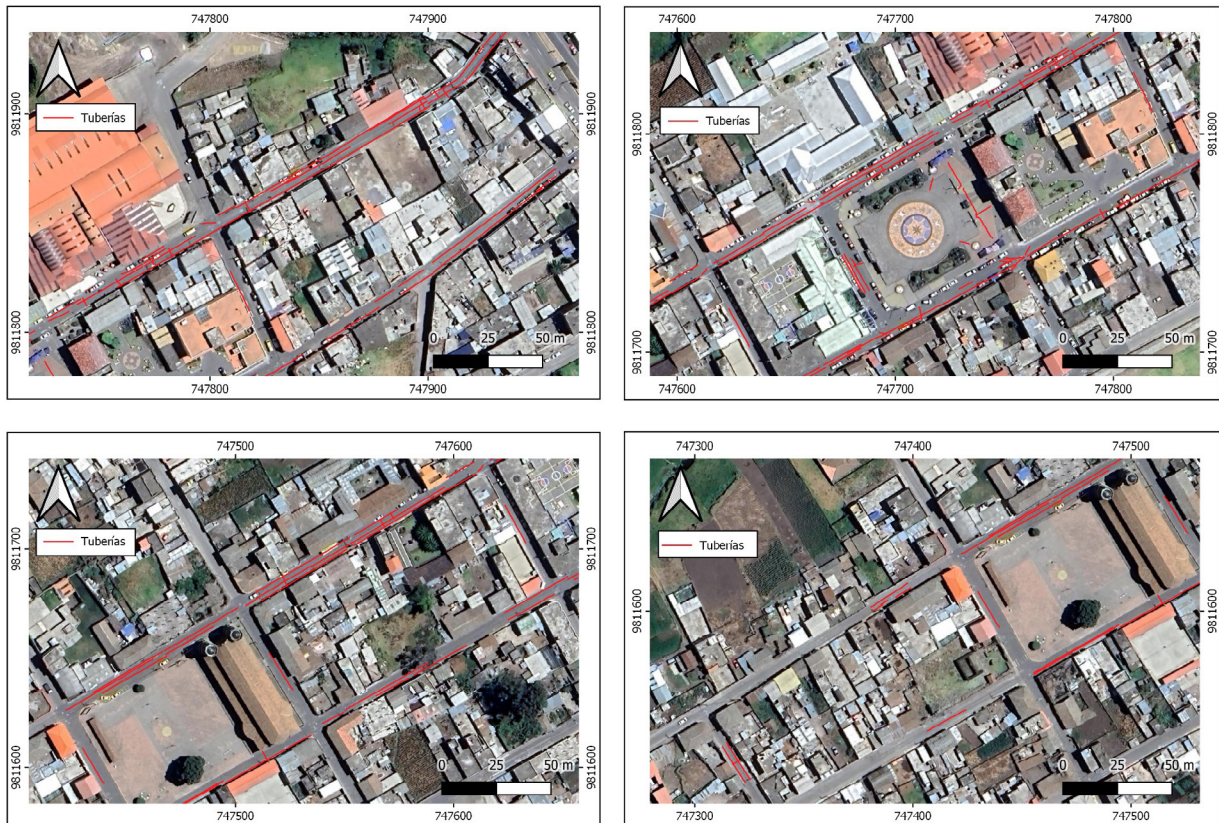 747800 747900
9811900 9811900
Tuberías
9811800 9811800
0 25 50 m
747800 747900
747600 747700 747800
9811800 9811800
Tuberías
9811700 9811700
0 25 50 m
747600 747700 747800
747500 747600
Tuberías
9811700 9811700
9811600 9811600
0 25 50 m
747500 747600
747300 747400 747500
Tuberías
9811600 9811600
0 25 50 m
747300 747400 747500